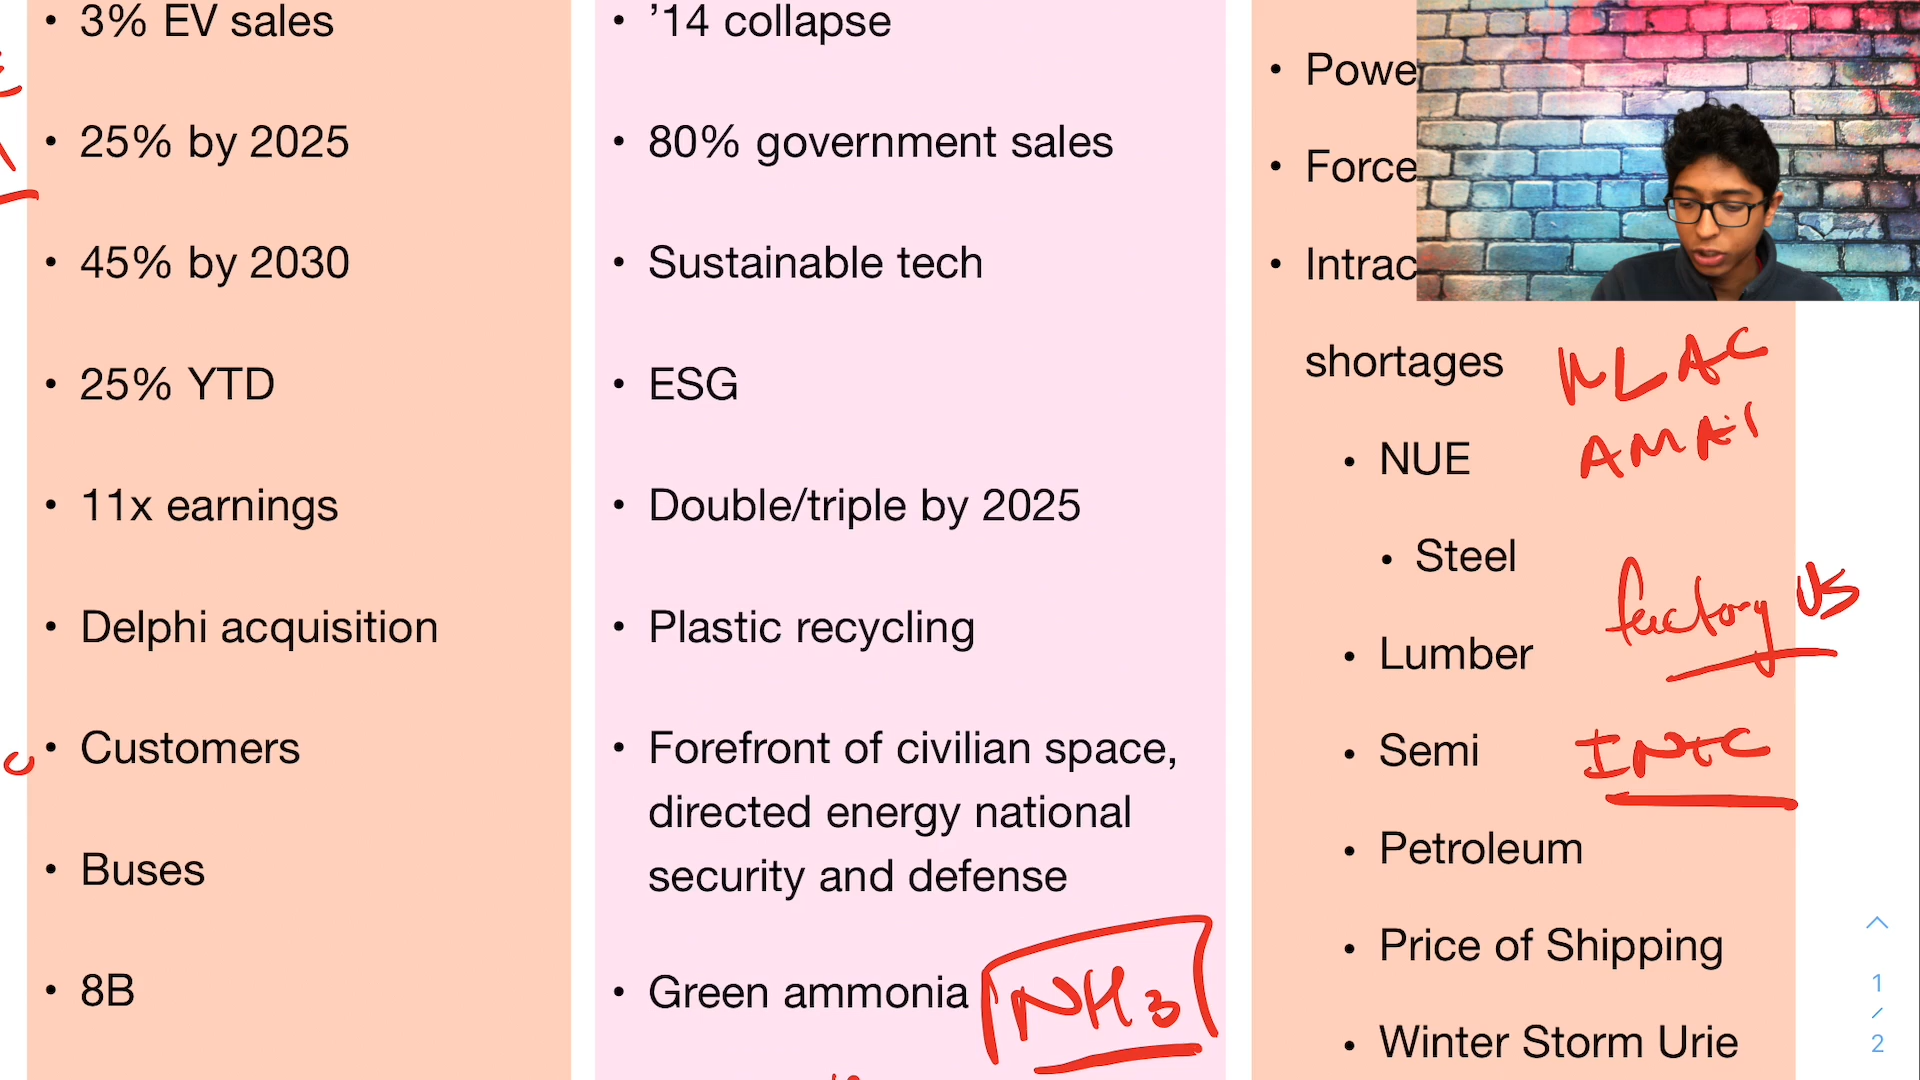 3% EV sales
25% by 2025
45% by 2030
25% YTD
11x earnings
Delphi acquisition
Customers
Buses
8B
'14 collapse
80% government sales
Sustainable tech
ESG
Double/triple by 2025
Plastic recycling
Forefront of civilian space,
directed energy national
security and defense
Green ammonia NH3
Powe
Force
Intrac
shortages
NUE
Steel
factory US
Lumber
Semi INTC
Petroleum
Price of Shipping
Winter Storm Urie
1
/
2